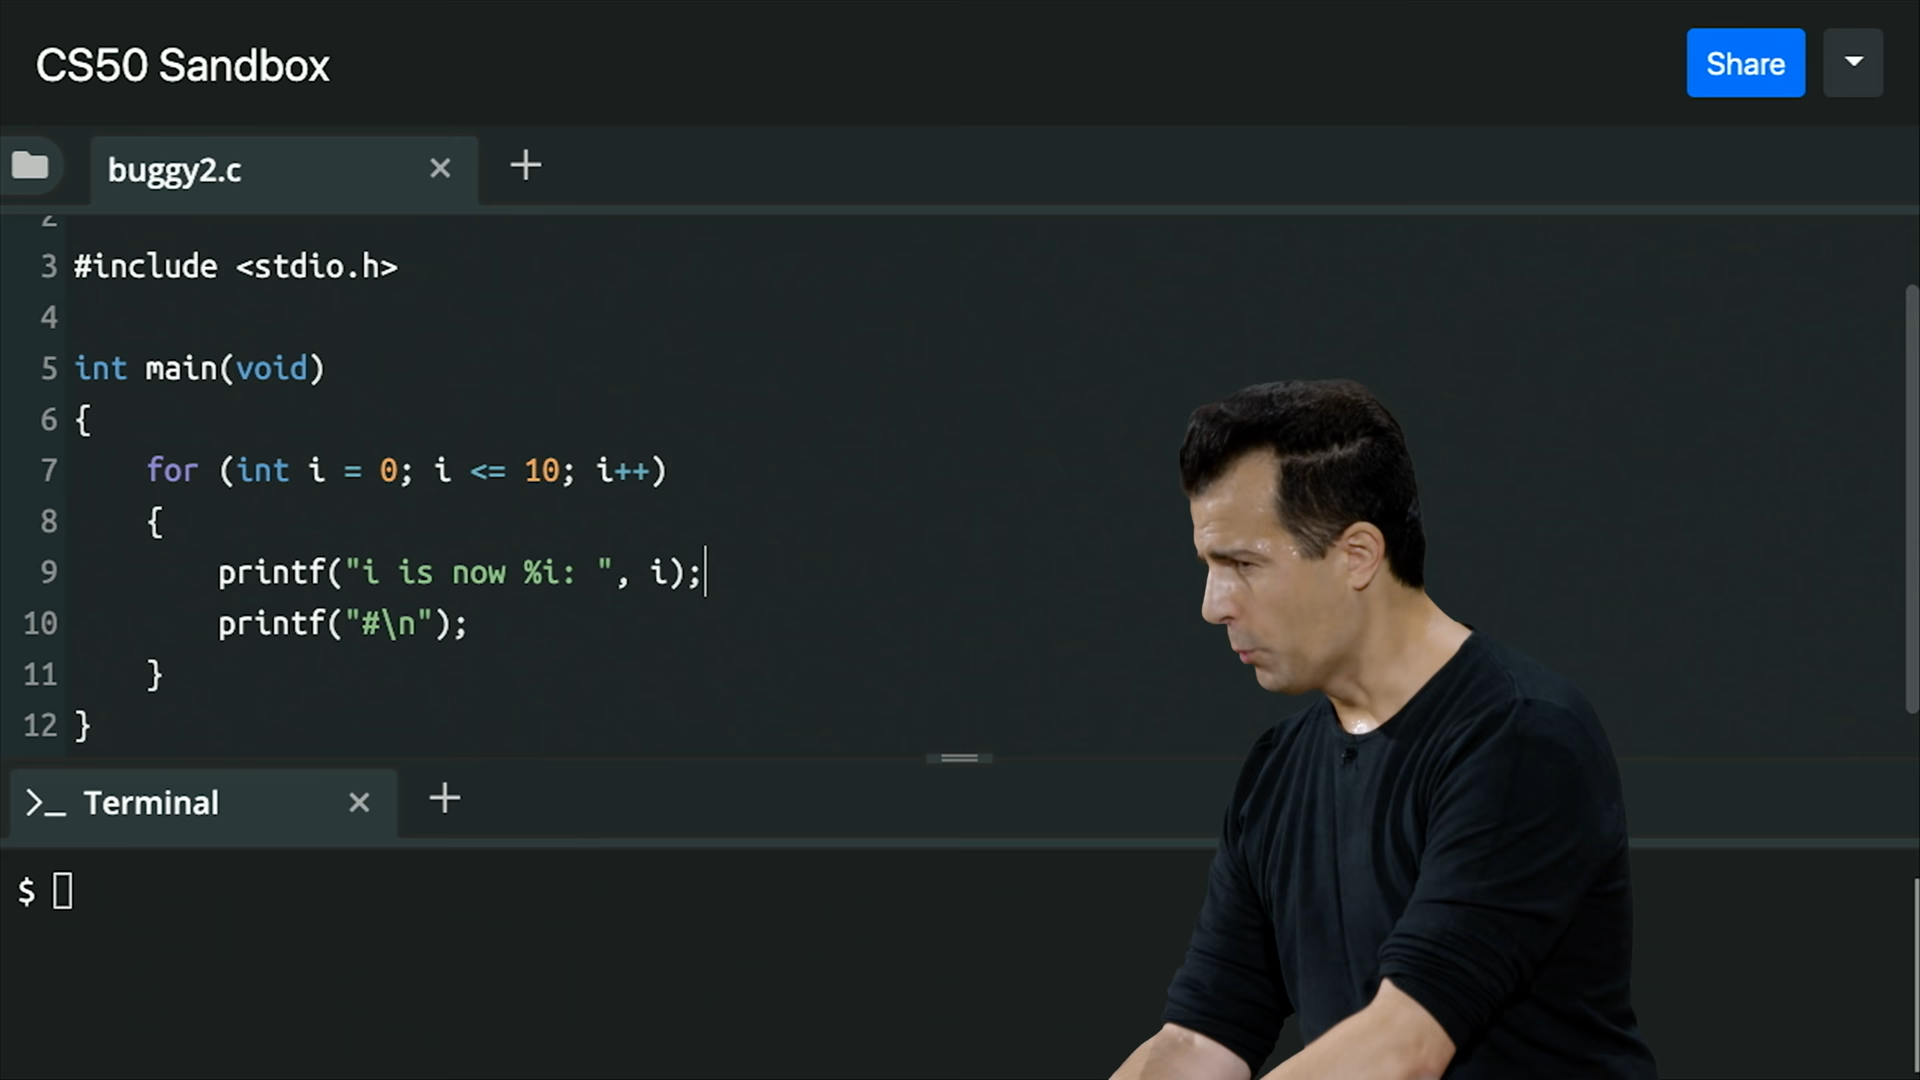 CS50 Sandbox
Share
buggy2.c
2
3 #include <stdio.h>
4
5 int main(void)
6 {
7 for (int i = 0; i <= 10; i++)
8 {
9 printf("i is now %i: ", i);
10 printf("#\n");
11 }
12 }
>_ Terminal
$